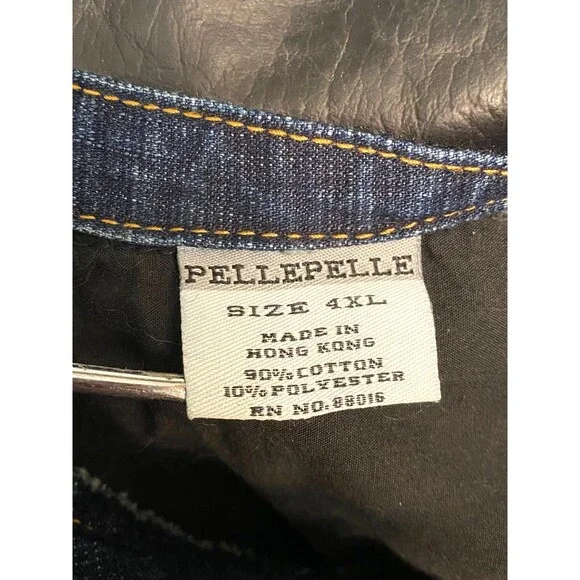 PELLEPELLE
SIZE 4XL
MADE IN
HONG KONG
90% COTTON
10% POLYESTER
RN NO. 88016